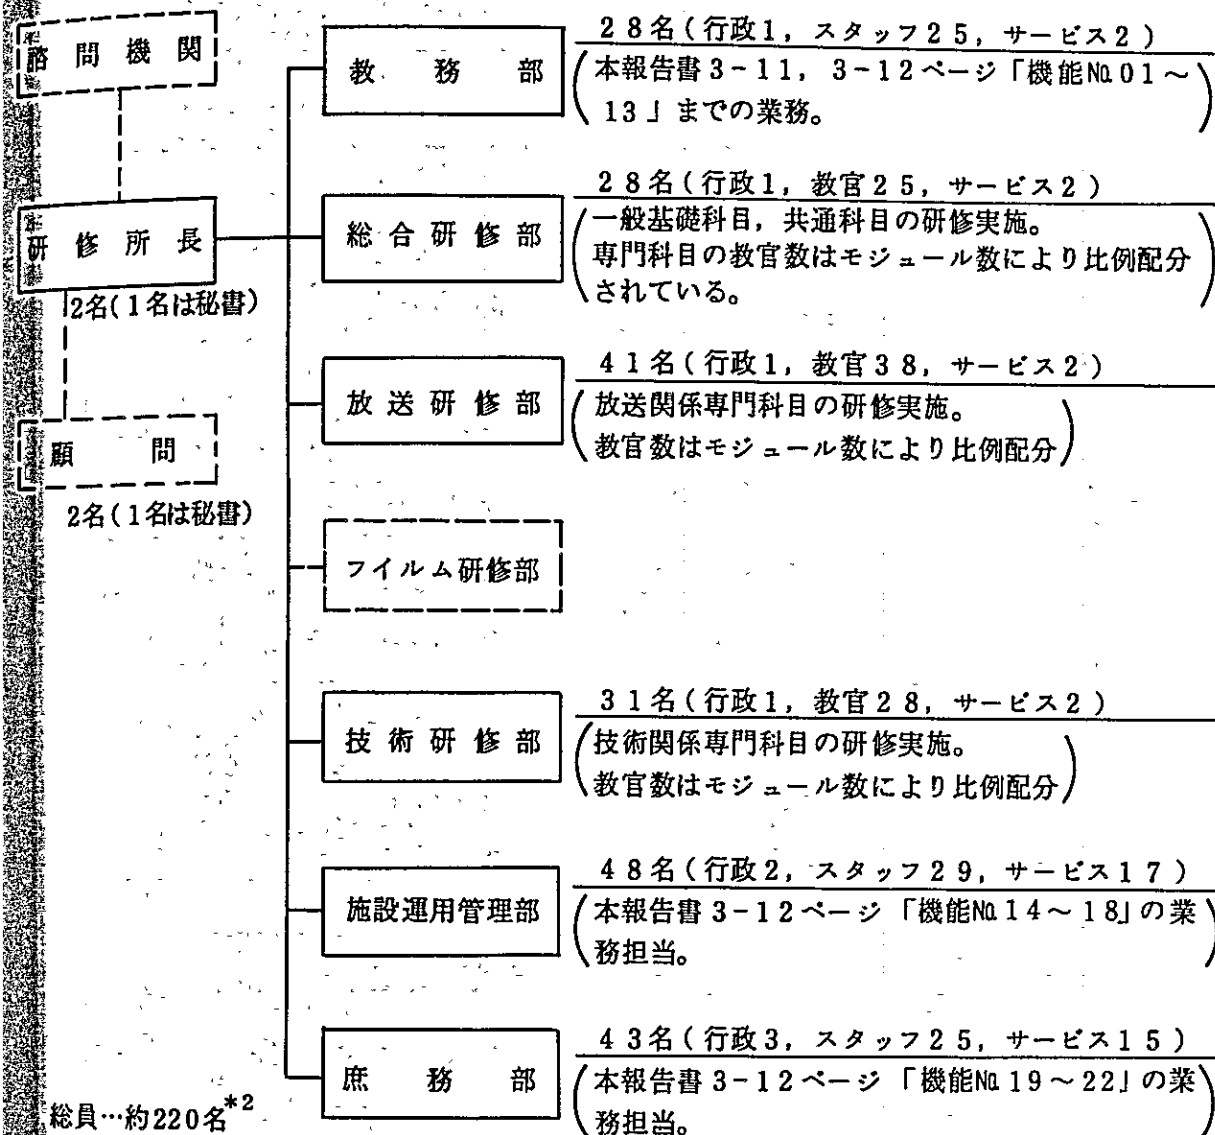 諮問機関
研修所長
2名(1名は秘書)
顧問
2名(1名は秘書)
教務部
28名(行政1,スタッフ25,サービス2)
本報告書3-11,3-12ページ「機能No.01~
13」までの業務。
総合研修部
28名(行政1,教官25,サービス2)
一般基礎科目,共通科目の研修実施。
専門科目の教官数はモジュール数により比例配分
されている。
放送研修部
41名(行政1,教官38,サービス2)
放送関係専門科目の研修実施。
教官数はモジュール数により比例配分
フイルム研修部
技術研修部
31名(行政1,教官28,サービス2)
技術関係専門科目の研修実施。
教官数はモジュール数により比例配分
施設運用管理部
48名(行政2,スタッフ29,サービス17)
本報告書3-12ページ「機能No.14~18」の業
務担当。
庶務部
43名(行政3,スタッフ25,サービス15)
本報告書3-12ページ「機能No.19~22」の業
務担当。
総員…約220名*2